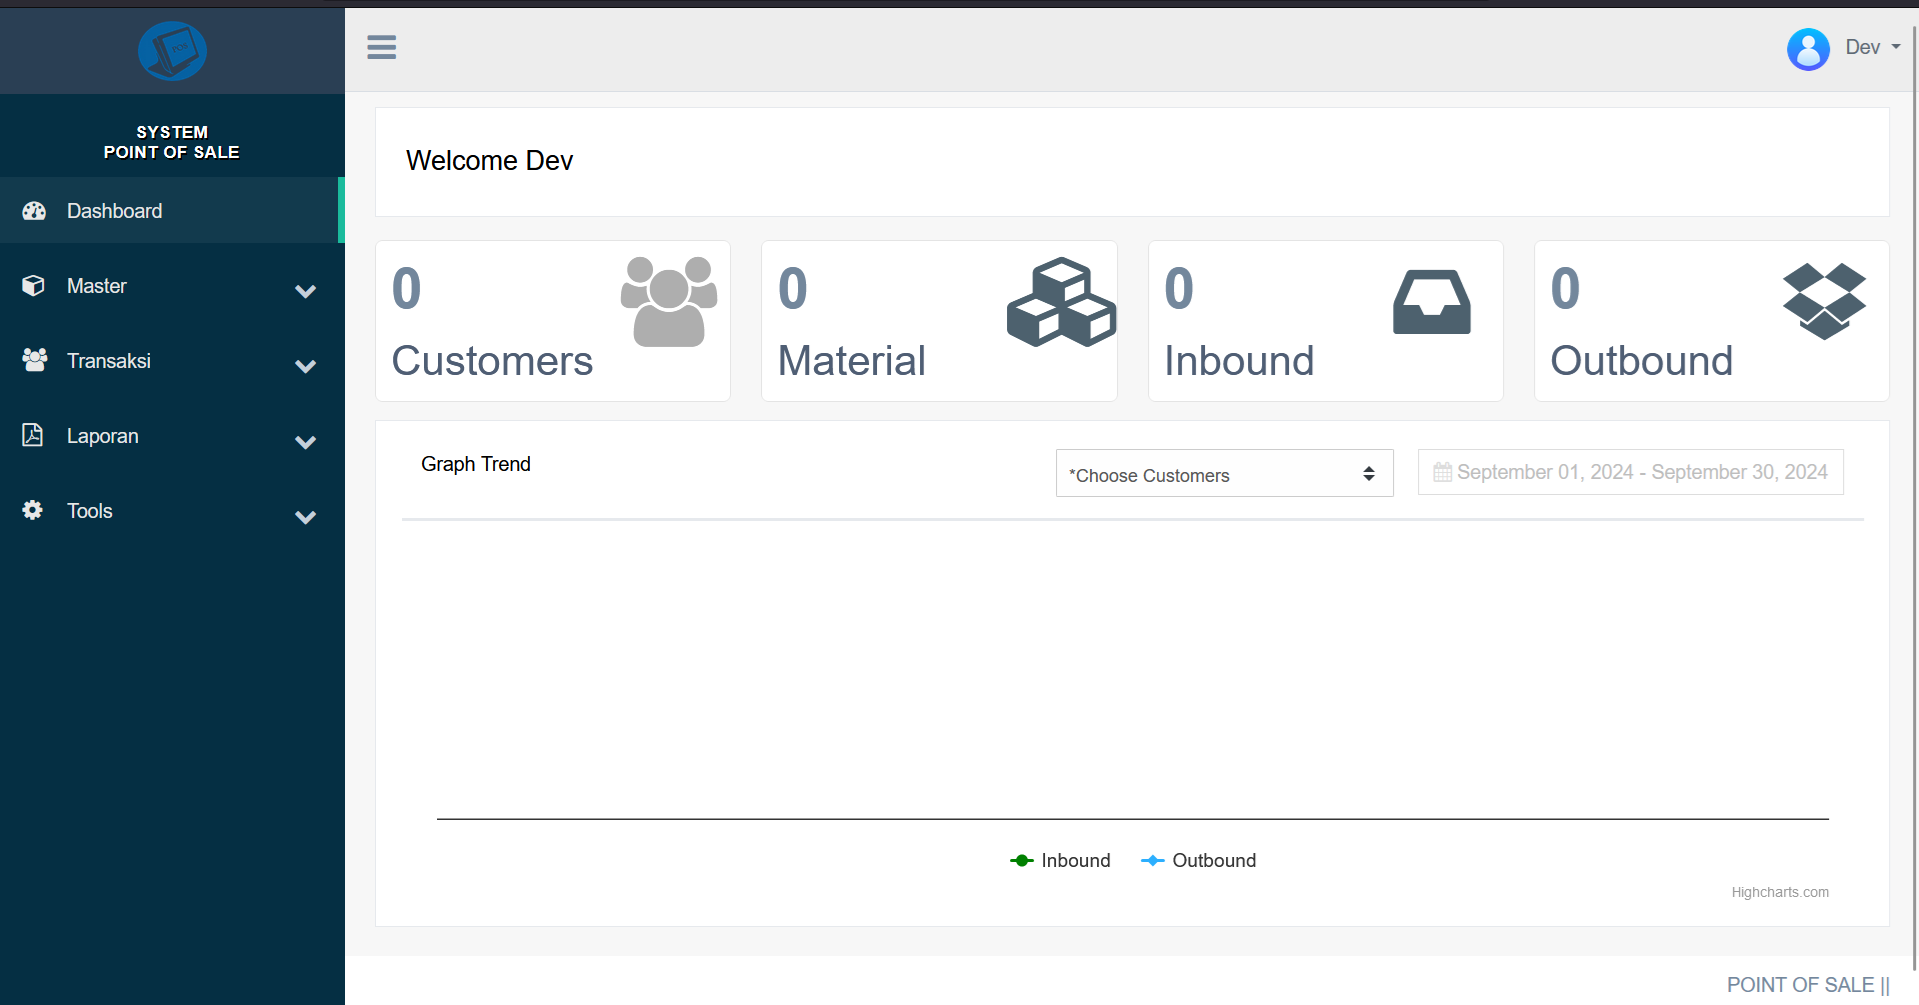 POS
SYSTEM
POINT OF SALE
Dashboard
Master
Transaksi
Laporan
Tools
Dev
Welcome Dev
0
Customers
0
Material
0
Inbound
0
Outbound
Graph Trend
*Choose Customers
September 01, 2024 - September 30, 2024
Inbound
Outbound
Highcharts.com
POINT OF SALE ||